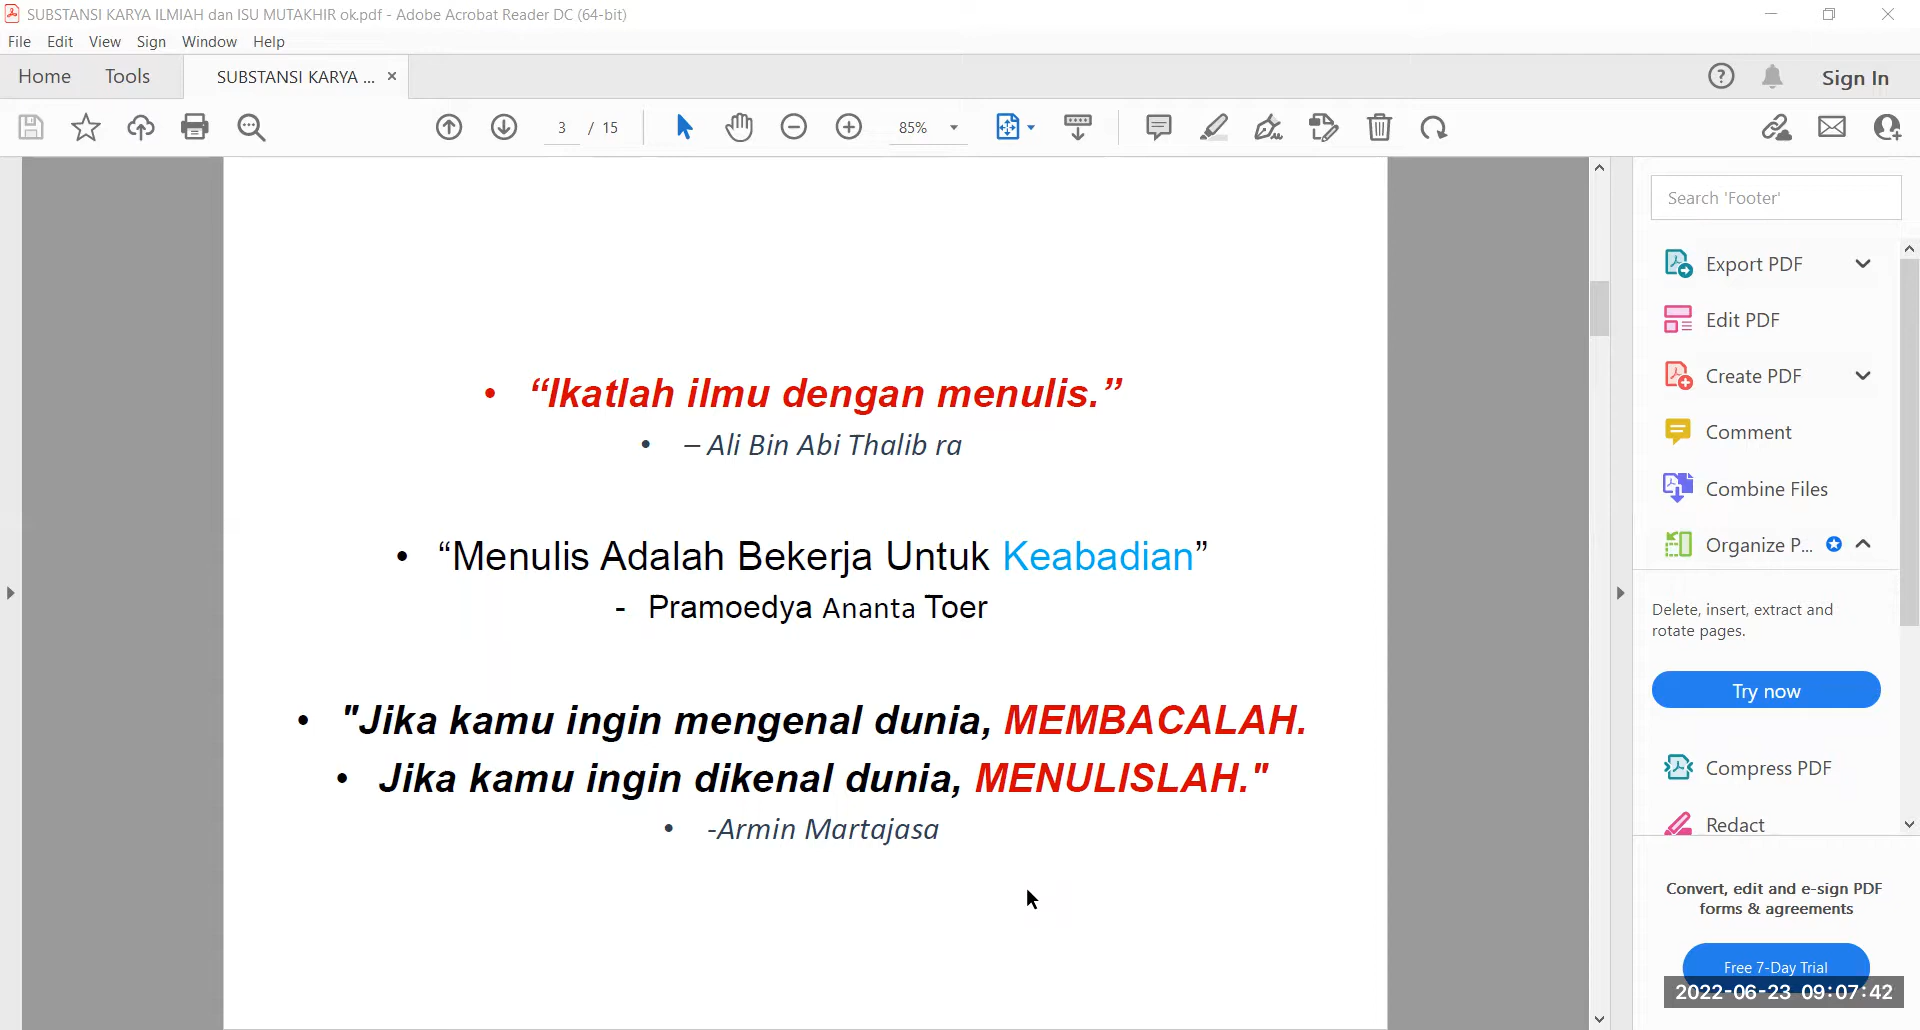 SUBSTANSI KARYA ILMIAH dan ISU MUTAKHIR ok.pdf - Adobe Acrobat Reader DC (64-bit)
File Edit View Sign Window Help
Home Tools SUBSTANSI KARYA ... × Sign In
3 / 15 85%
Search 'Footer'
Export PDF
Edit PDF
Create PDF
Comment
Combine Files
Organize P...
Delete, insert, extract and
rotate pages.
Try now
Compress PDF
Redact
Convert, edit and e-sign PDF
forms & agreements
Free 7-Day Trial
2022-06-23 09:07:42
• “Ikatlah ilmu dengan menulis.”
• – Ali Bin Abi Thalib ra
• “Menulis Adalah Bekerja Untuk Keabadian”
- Pramoedya Ananta Toer
• "Jika kamu ingin mengenal dunia, MEMBACALAH.
• Jika kamu ingin dikenal dunia, MENULISLAH."
• -Armin Martajasa